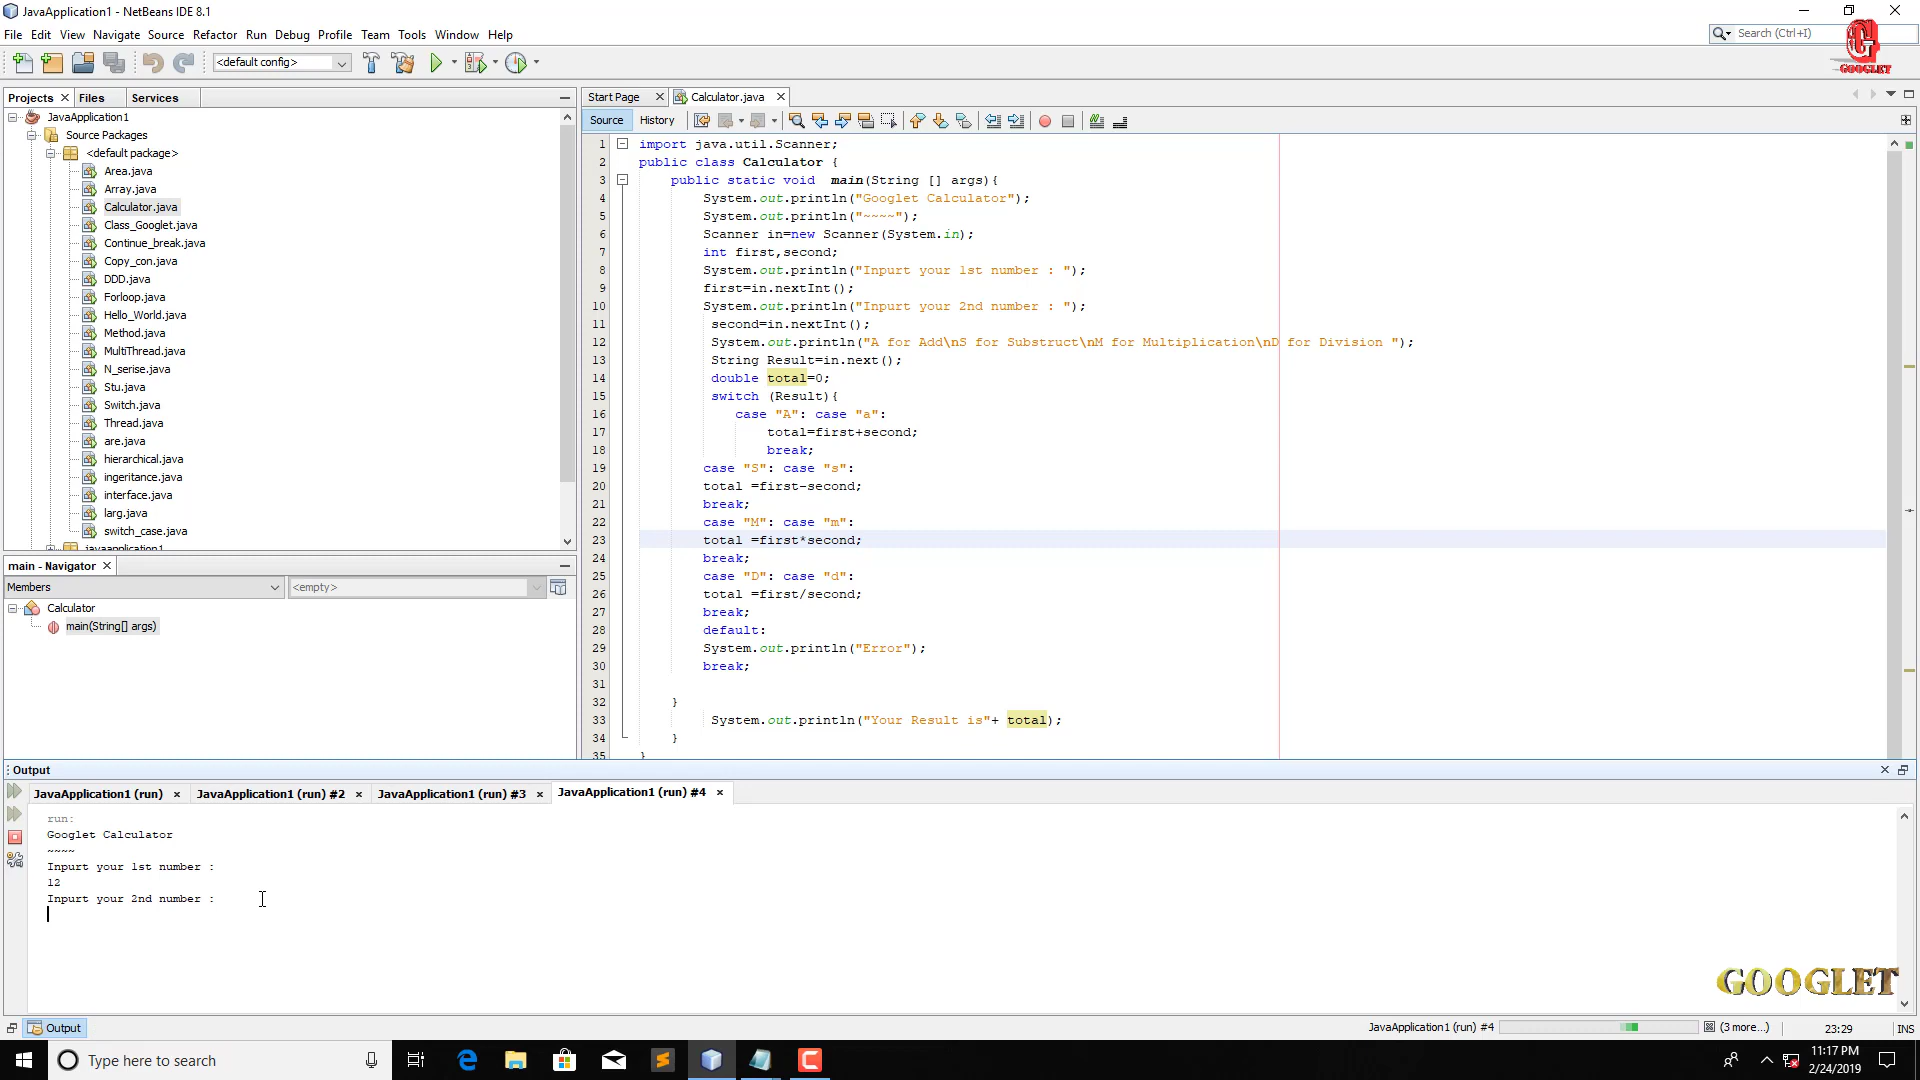 JavaApplication1 - NetBeans IDE 8.1
File Edit View Navigate Source Refactor Run Debug Profile Team Tools Window Help
Search (Ctrl+I)
G
GOOGLET
<default config>
Projects Files Services
JavaApplication1
Source Packages
<default package>
Area.java
Array.java
Calculator.java
Class_Googlet.java
Continue_break.java
Copy_con.java
DDD.java
Forloop.java
Hello_World.java
Method.java
MultiThread.java
N_serise.java
Stu.java
Switch.java
Thread.java
are.java
hierarchical.java
ingeritance.java
interface.java
larg.java
switch_case.java
javaapplication1
main - Navigator
Members <empty>
Calculator
main(String[] args)
Start Page Calculator.java
Source History
1 import java.util.Scanner;
2 public class Calculator {
3 public static void  main(String [] args){
4 System.out.println("Googlet Calculator");
5 System.out.println("~~~~");
6 Scanner in=new Scanner(System.in);
7 int first,second;
8 System.out.println("Inpurt your 1st number : ");
9 first=in.nextInt();
10 System.out.println("Inpurt your 2nd number : ");
11 second=in.nextInt();
12 System.out.println("A for Add\nS for Substruct\nM for Multiplication\nD for Division ");
13 String Result=in.next();
14 double total=0;
15 switch (Result){
16 case "A": case "a":
17 total=first+second;
18 break;
19 case "S": case "s":
20 total =first-second;
21 break;
22 case "M": case "m":
23 total =first*second;
24 break;
25 case "D": case "d":
26 total =first/second;
27 break;
28 default:
29 System.out.println("Error");
30 break;
31
32 }
33 System.out.println("Your Result is"+ total);
34 }
35 }
Output
JavaApplication1 (run) JavaApplication1 (run) #2 JavaApplication1 (run) #3 JavaApplication1 (run) #4
run:
Googlet Calculator
~~~~
Inpurt your 1st number :
12
Inpurt your 2nd number :
GOOGLET
Output
JavaApplication1 (run) #4 (3 more...) 23:29 INS
Type here to search
11:17 PM
2/24/2019